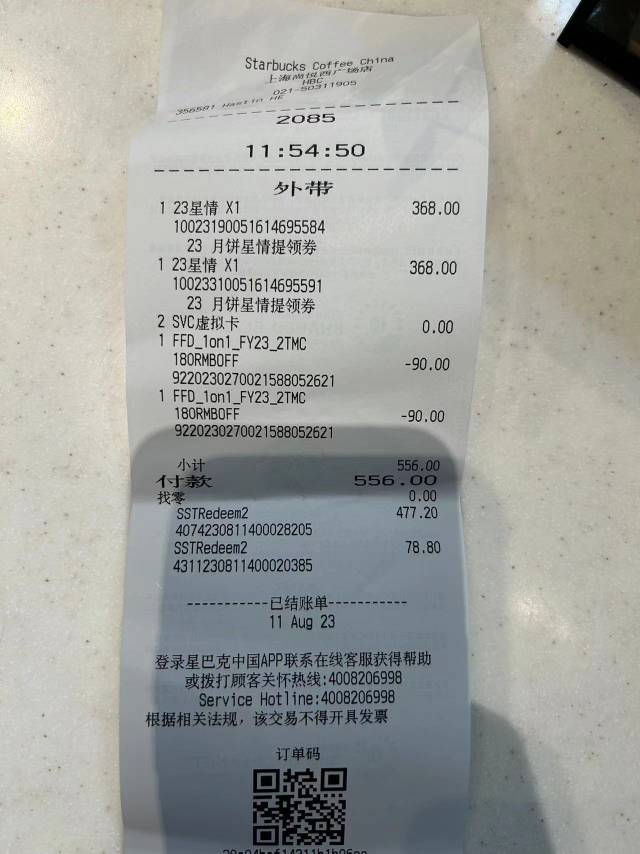 Starbucks Coffee China
上海尚悦西广场店
HBC
021-50311905
356581 Hastin HE
2085
11:54:50
外带
1 23星情 X1 368.00
10023190051614695584
23 月饼星情提领券
1 23星情 X1 368.00
10023310051614695591
23 月饼星情提领券
2 SVC虚拟卡 0.00
1 FFD_1on1_FY23_2TMC
180RMBOFF -90.00
9220230270021588052621
1 FFD_1on1_FY23_2TMC
180RMBOFF -90.00
9220230270021588052621
小计 556.00
付款 556.00
找零 0.00
SSTRedeem2 477.20
4074230811400028205
SSTRedeem2 78.80
4311230811400020385
-----------已结账单-----------
11 Aug 23
登录星巴克中国APP联系在线客服获得帮助
或拨打顾客关怀热线:4008206998
Service Hotline:4008206998
根据相关法规，该交易不得开具发票
订单码